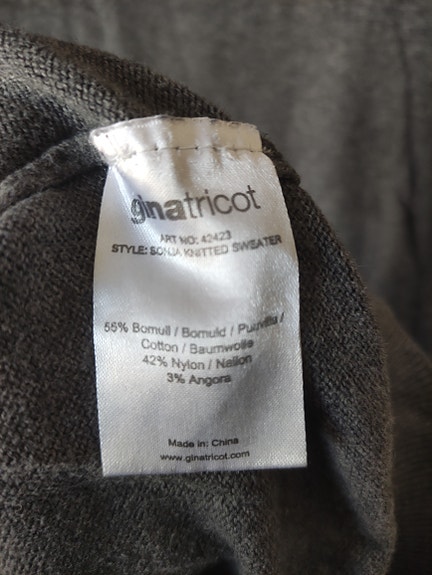 ginatricot
ART NO: 42423
STYLE: SONJA KNITTED SWEATER
55% Bomull / Bomuld / Puuvilla /
Cotton / Baumwolle
42% Nylon / Nailon
3% Angora
Made in: China
www.ginatricot.com